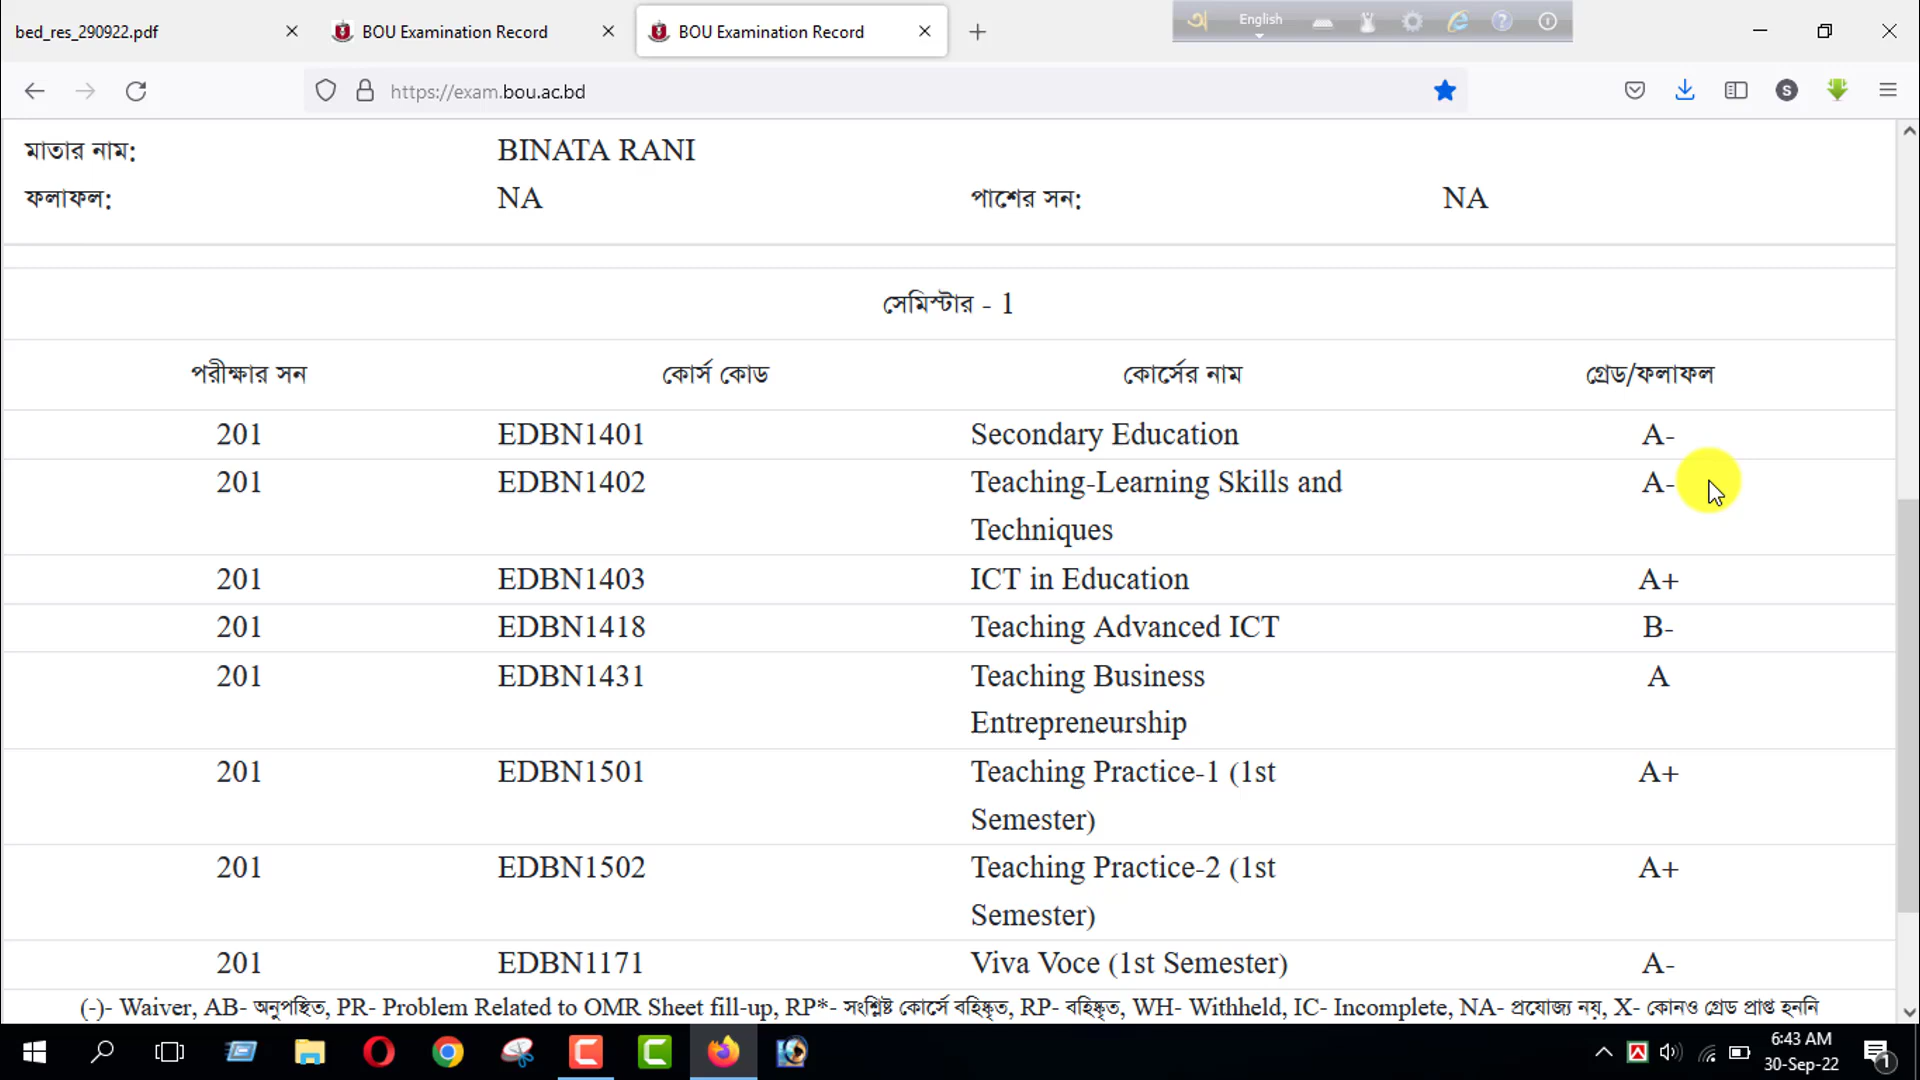 bed_res_290922.pdf
BOU Examination Record
BOU Examination Record
অ English
https://exam.bou.ac.bd
S
মাতার নাম: BINATA RANI
ফলাফল: NA পাশের সন: NA
সেমিস্টার - 1
পরীক্ষার সন কোর্স কোড কোর্সের নাম গ্রেড/ফলাফল
201 EDBN1401 Secondary Education A-
201 EDBN1402 Teaching-Learning Skills and A-
Techniques
201 EDBN1403 ICT in Education A+
201 EDBN1418 Teaching Advanced ICT B-
201 EDBN1431 Teaching Business A
Entrepreneurship
201 EDBN1501 Teaching Practice-1 (1st A+
Semester)
201 EDBN1502 Teaching Practice-2 (1st A+
Semester)
201 EDBN1171 Viva Voce (1st Semester) A-
(-)- Waiver, AB- অনুপস্থিত, PR- Problem Related to OMR Sheet fill-up, RP*- সংশ্লিষ্ট কোর্সে বহিষ্কৃত, RP- বহিষ্কৃত, WH- Withheld, IC- Incomplete, NA- প্রযোজ্য নয়, X- কোনও গ্রেড প্রাপ্ত হননি
6:43 AM
30-Sep-22
1